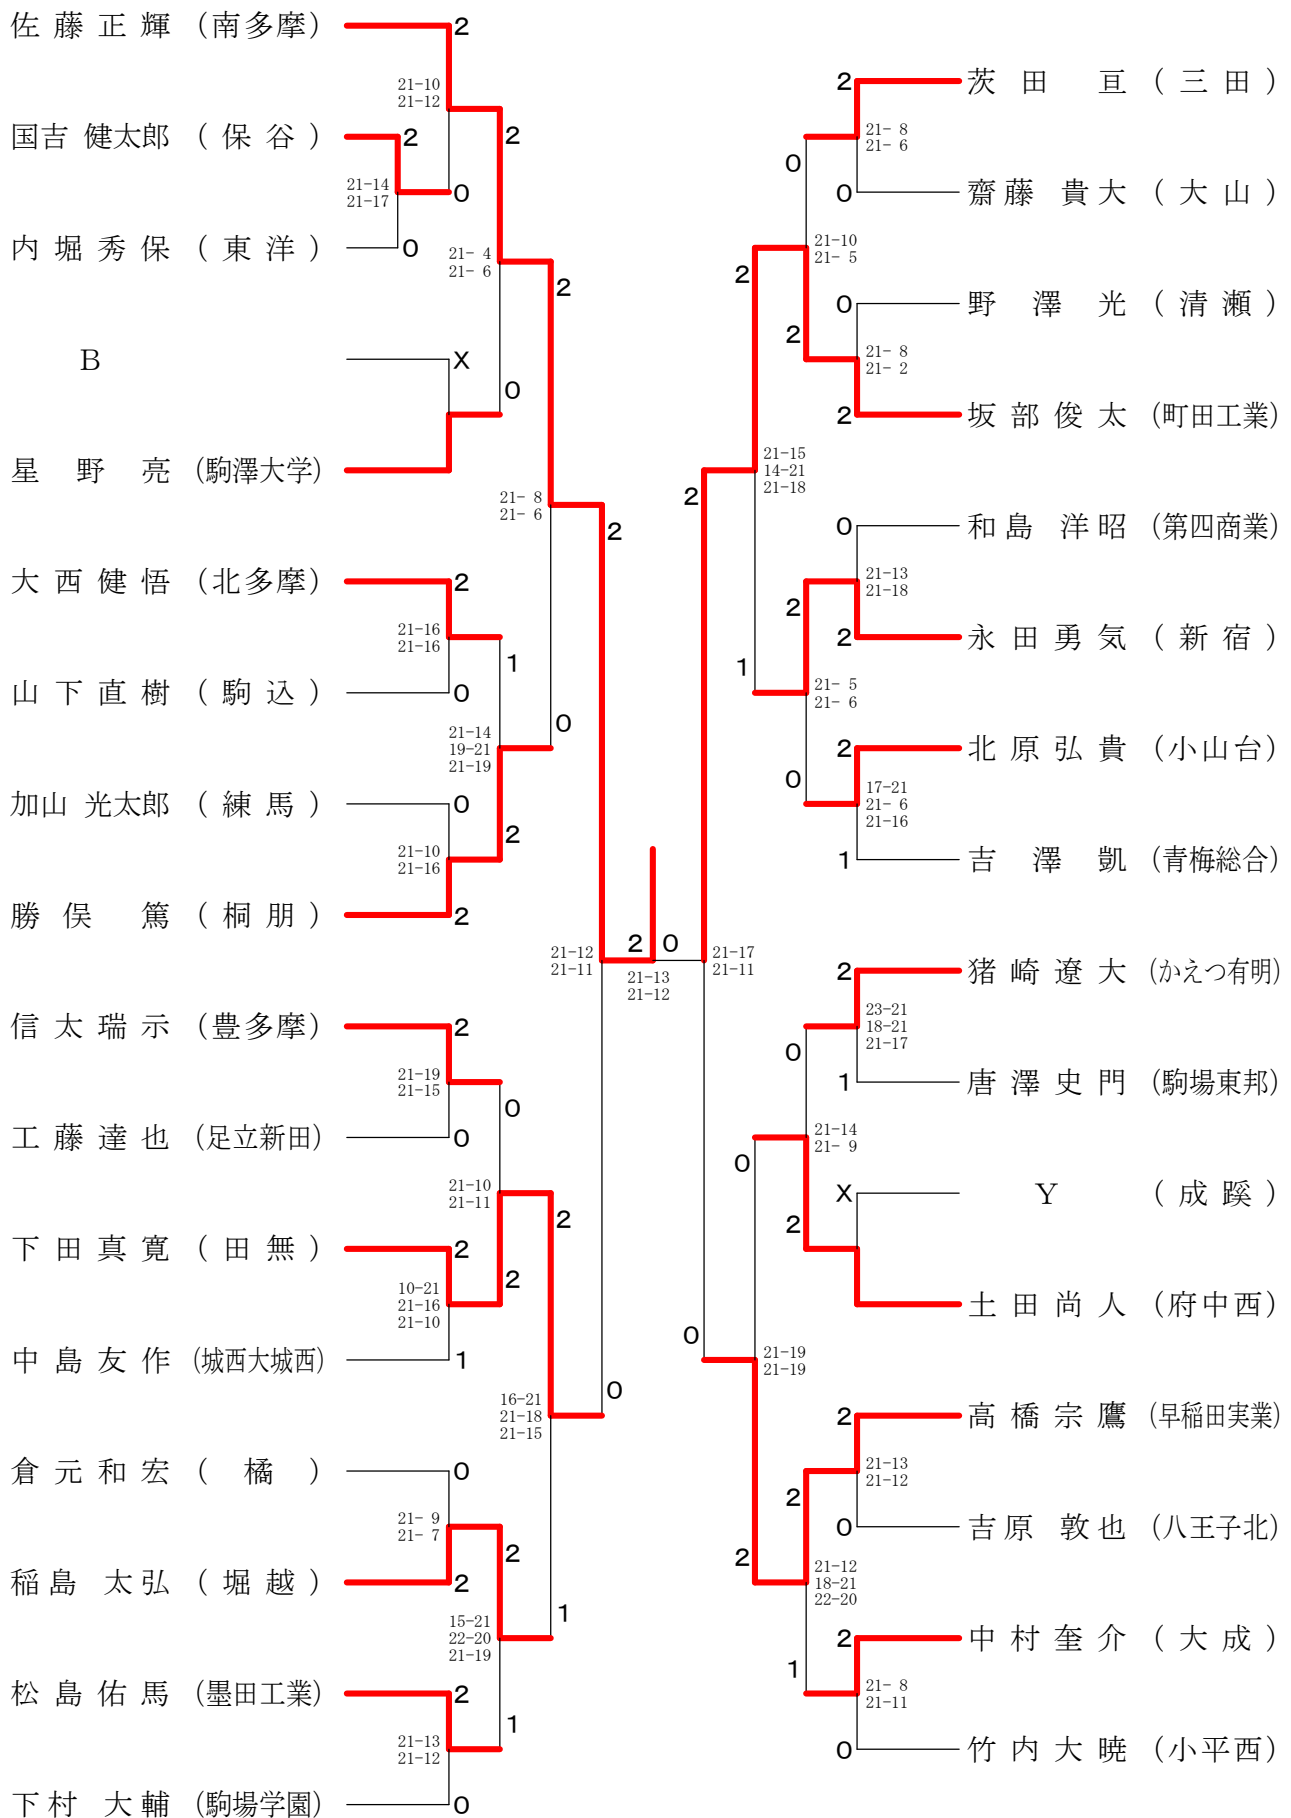 佐藤正輝 (南多摩) 2
21-10
21-12
国吉 健太郎 (保谷) 2 2
21-14
21-17
0
内堀秀保 (東洋) 0
21- 4
21- 6
2
B x
0
星野 亮 (駒澤大学)
21- 8
21- 6
2
大西健悟 (北多摩) 2
21-16
21-16
1
山下直樹 (駒込) 0
0
21-14
19-21
21-19
加山 光太郎 (練馬) 0
2
21-10
21-16
勝俣 篤 (桐朋) 2
21-12
21-11
2 0
21-13
21-12
信太瑞示 (豊多摩) 2
21-19
21-15
0
工藤達也 (足立新田) 0
21-10
21-11
2
下田真寛 (田無) 2
2
10-21
21-16
21-10
中島友作 (城西大城西) 1
0
16-21
21-18
21-15
倉元和宏 (橘) 0
21- 9
21- 7
2
稲島 太弘 (堀越) 2
1
15-21
22-20
21-19
松島佑馬 (墨田工業) 2
1
21-13
21-12
下村 大輔 (駒場学園) 0
2 茨田 亘 (三田)
21- 8
21- 6
0
0 齋藤 貴大 (大山)
21-10
21- 5
2
0 野澤 光 (清瀬)
2
21- 8
21- 2
2 坂部俊太 (町田工業)
21-15
14-21
21-18
2
0 和島 洋昭 (第四商業)
21-13
21-18
2
2 永田勇気 (新宿)
1
21- 5
21- 6
2 北原弘貴 (小山台)
0
17-21
21- 6
21-16
1 吉澤 凱 (青梅総合)
21-17
21-11
2 猪崎遼大 (かえつ有明)
23-21
18-21
21-17
0
1 唐澤史門 (駒場東邦)
21-14
21- 9
0
x Y (成蹊)
2
土田尚人 (府中西)
0
21-19
21-19
2 高橋宗鷹 (早稲田実業)
21-13
21-12
2
0 吉原 敦也 (八王子北)
2
21-12
18-21
22-20
2 中村奎介 (大成)
1
21- 8
21-11
0 竹内大暁 (小平西)